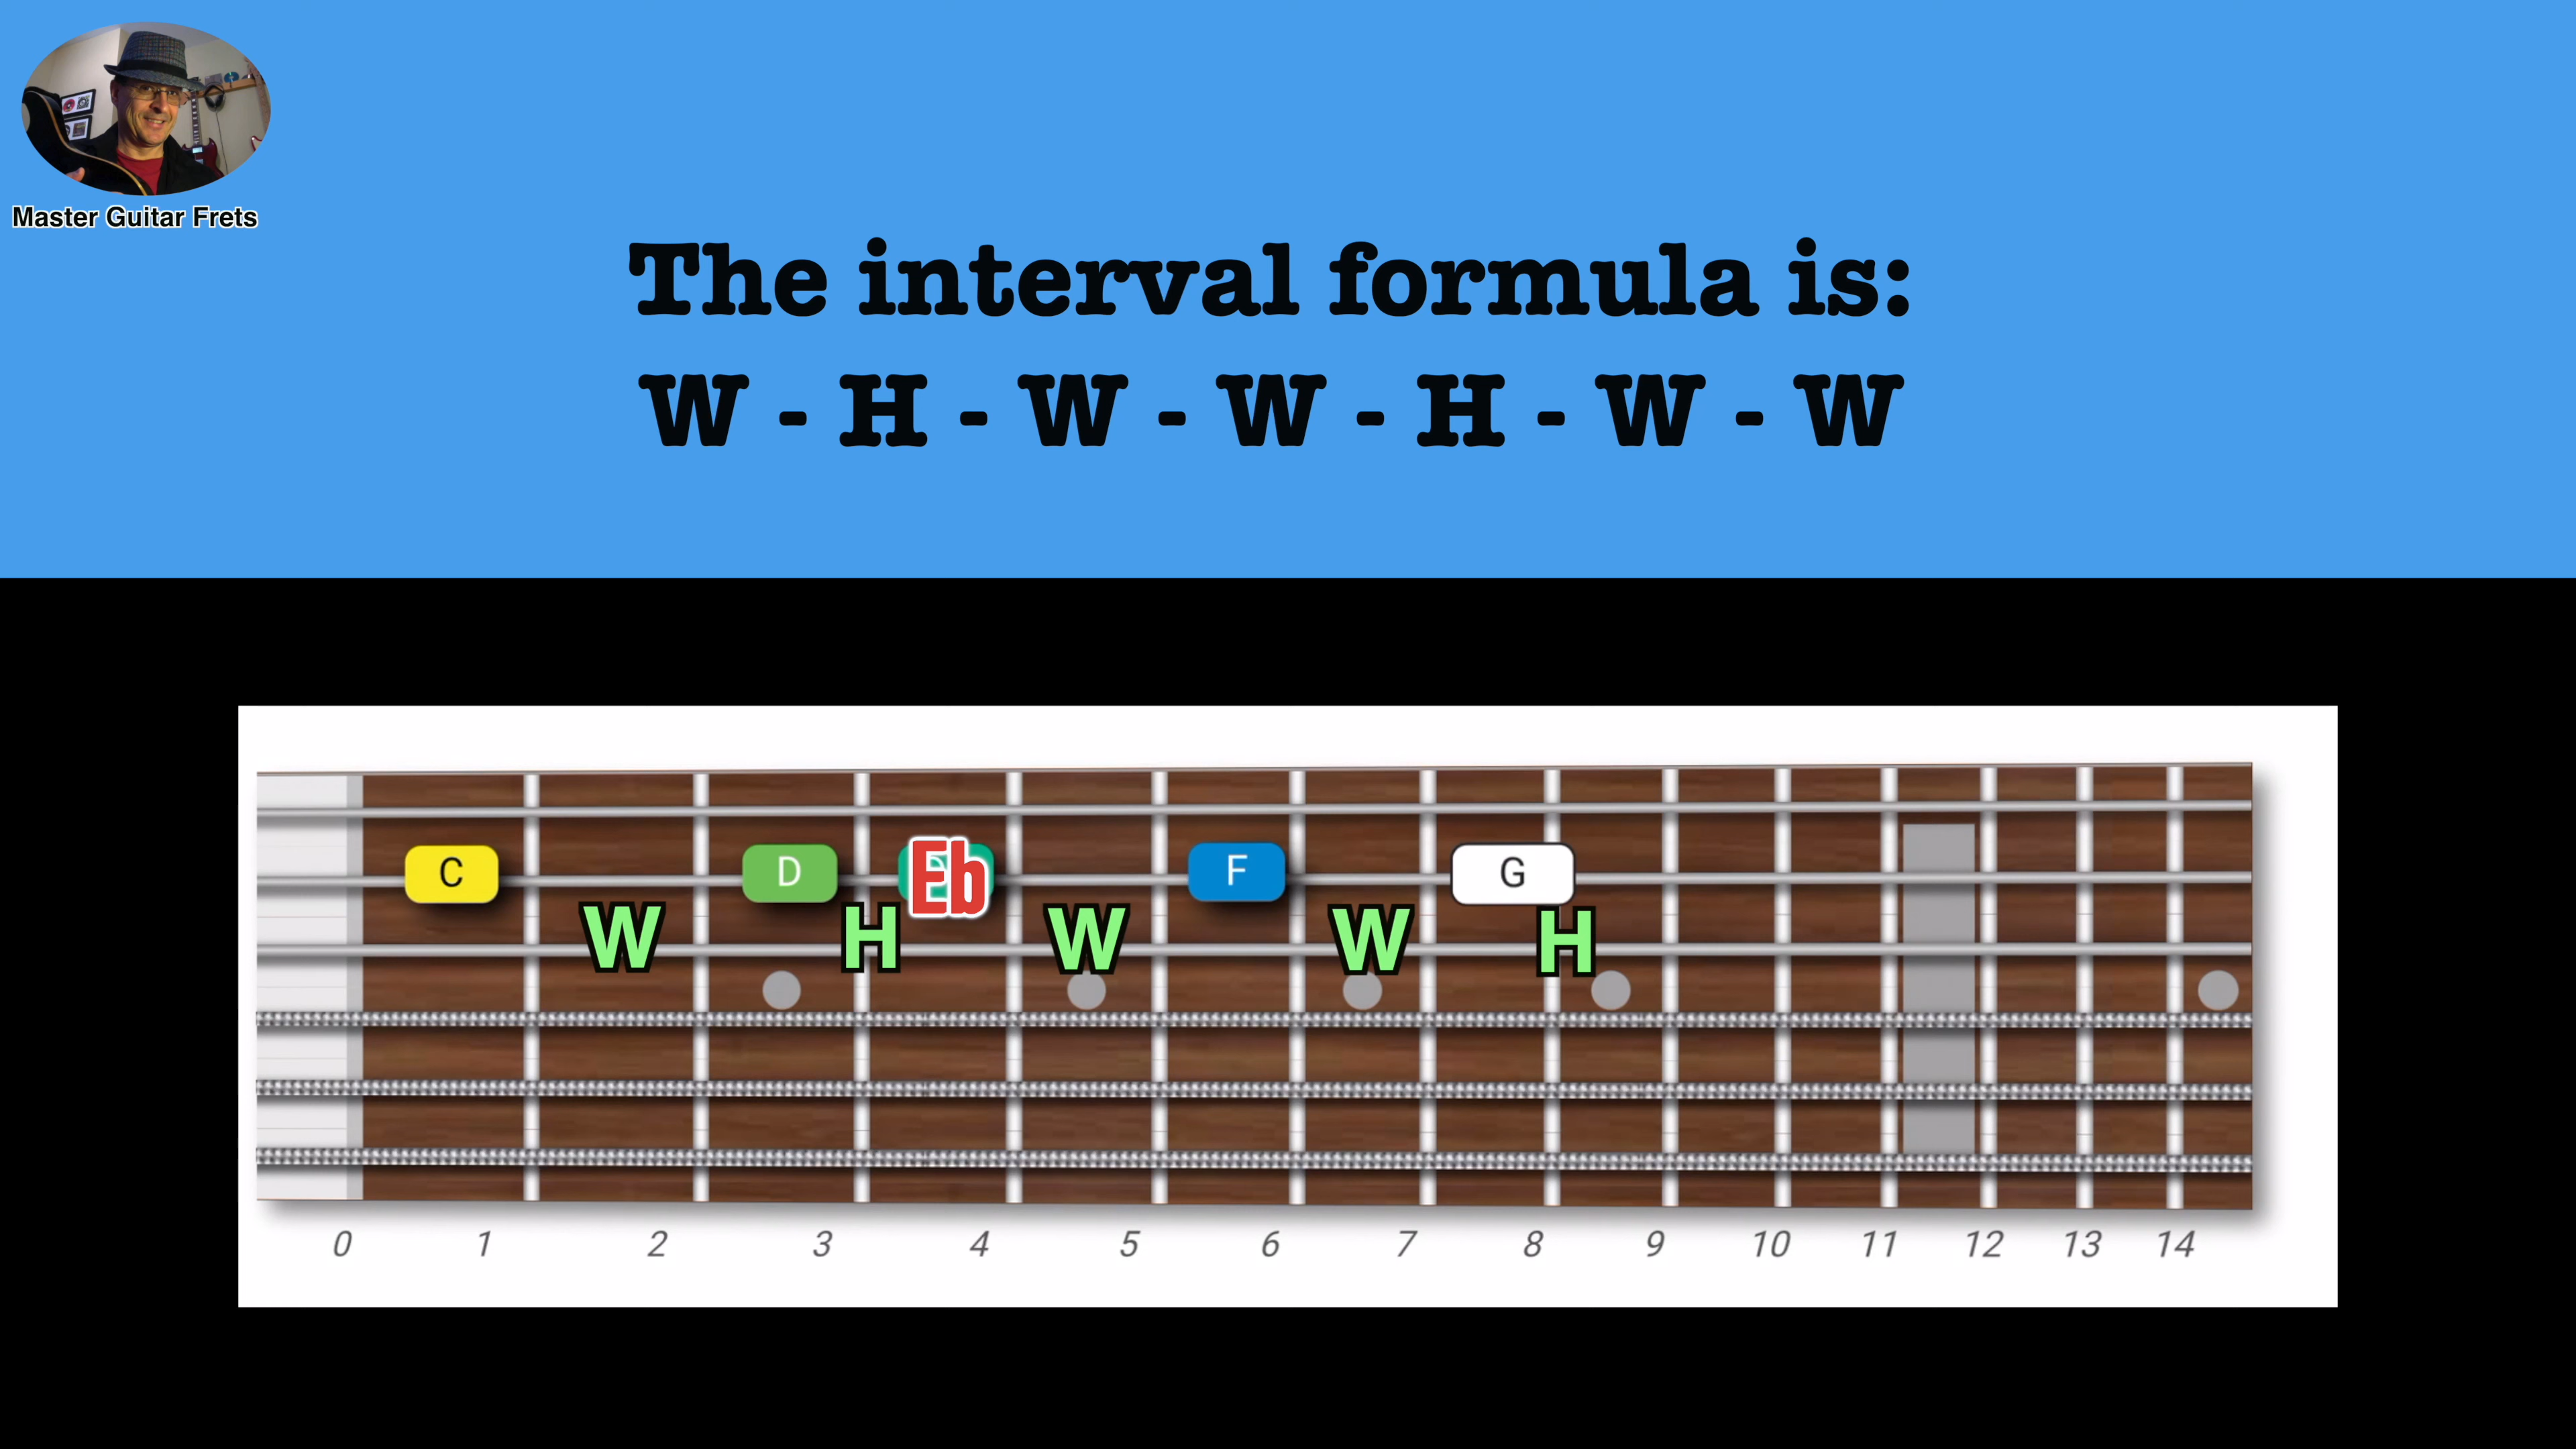 Master Guitar Frets
The interval formula is:
W - H - W - W - H - W - W
C D Eb F G
W H W W H
0 1 2 3 4 5 6 7 8 9 10 11 12 13 14